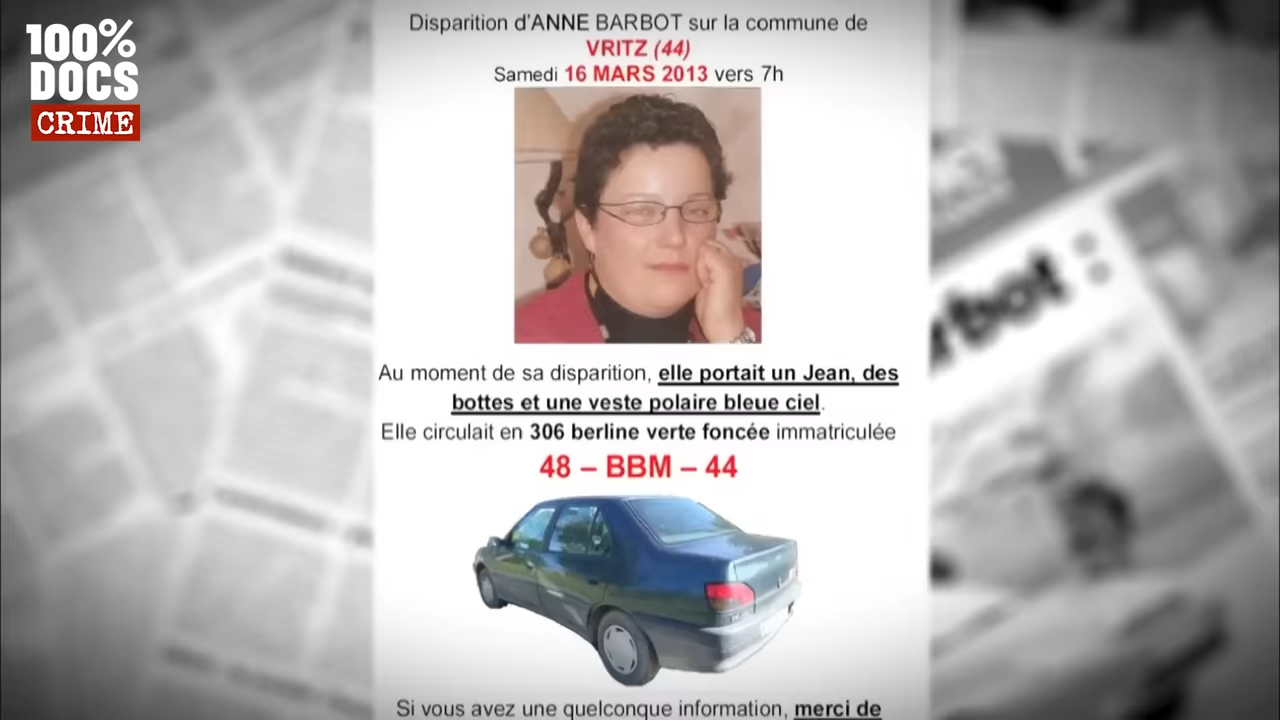 100%
DOCS
CRIME
Disparition d'ANNE BARBOT sur la commune de
VRITZ (44)
Samedi 16 MARS 2013 vers 7h
Au moment de sa disparition, elle portait un Jean, des
bottes et une veste polaire bleue ciel.
Elle circulait en 306 berline verte foncée immatriculée
48 – BBM – 44
Si vous avez une quelconque information, merci de
rbot :